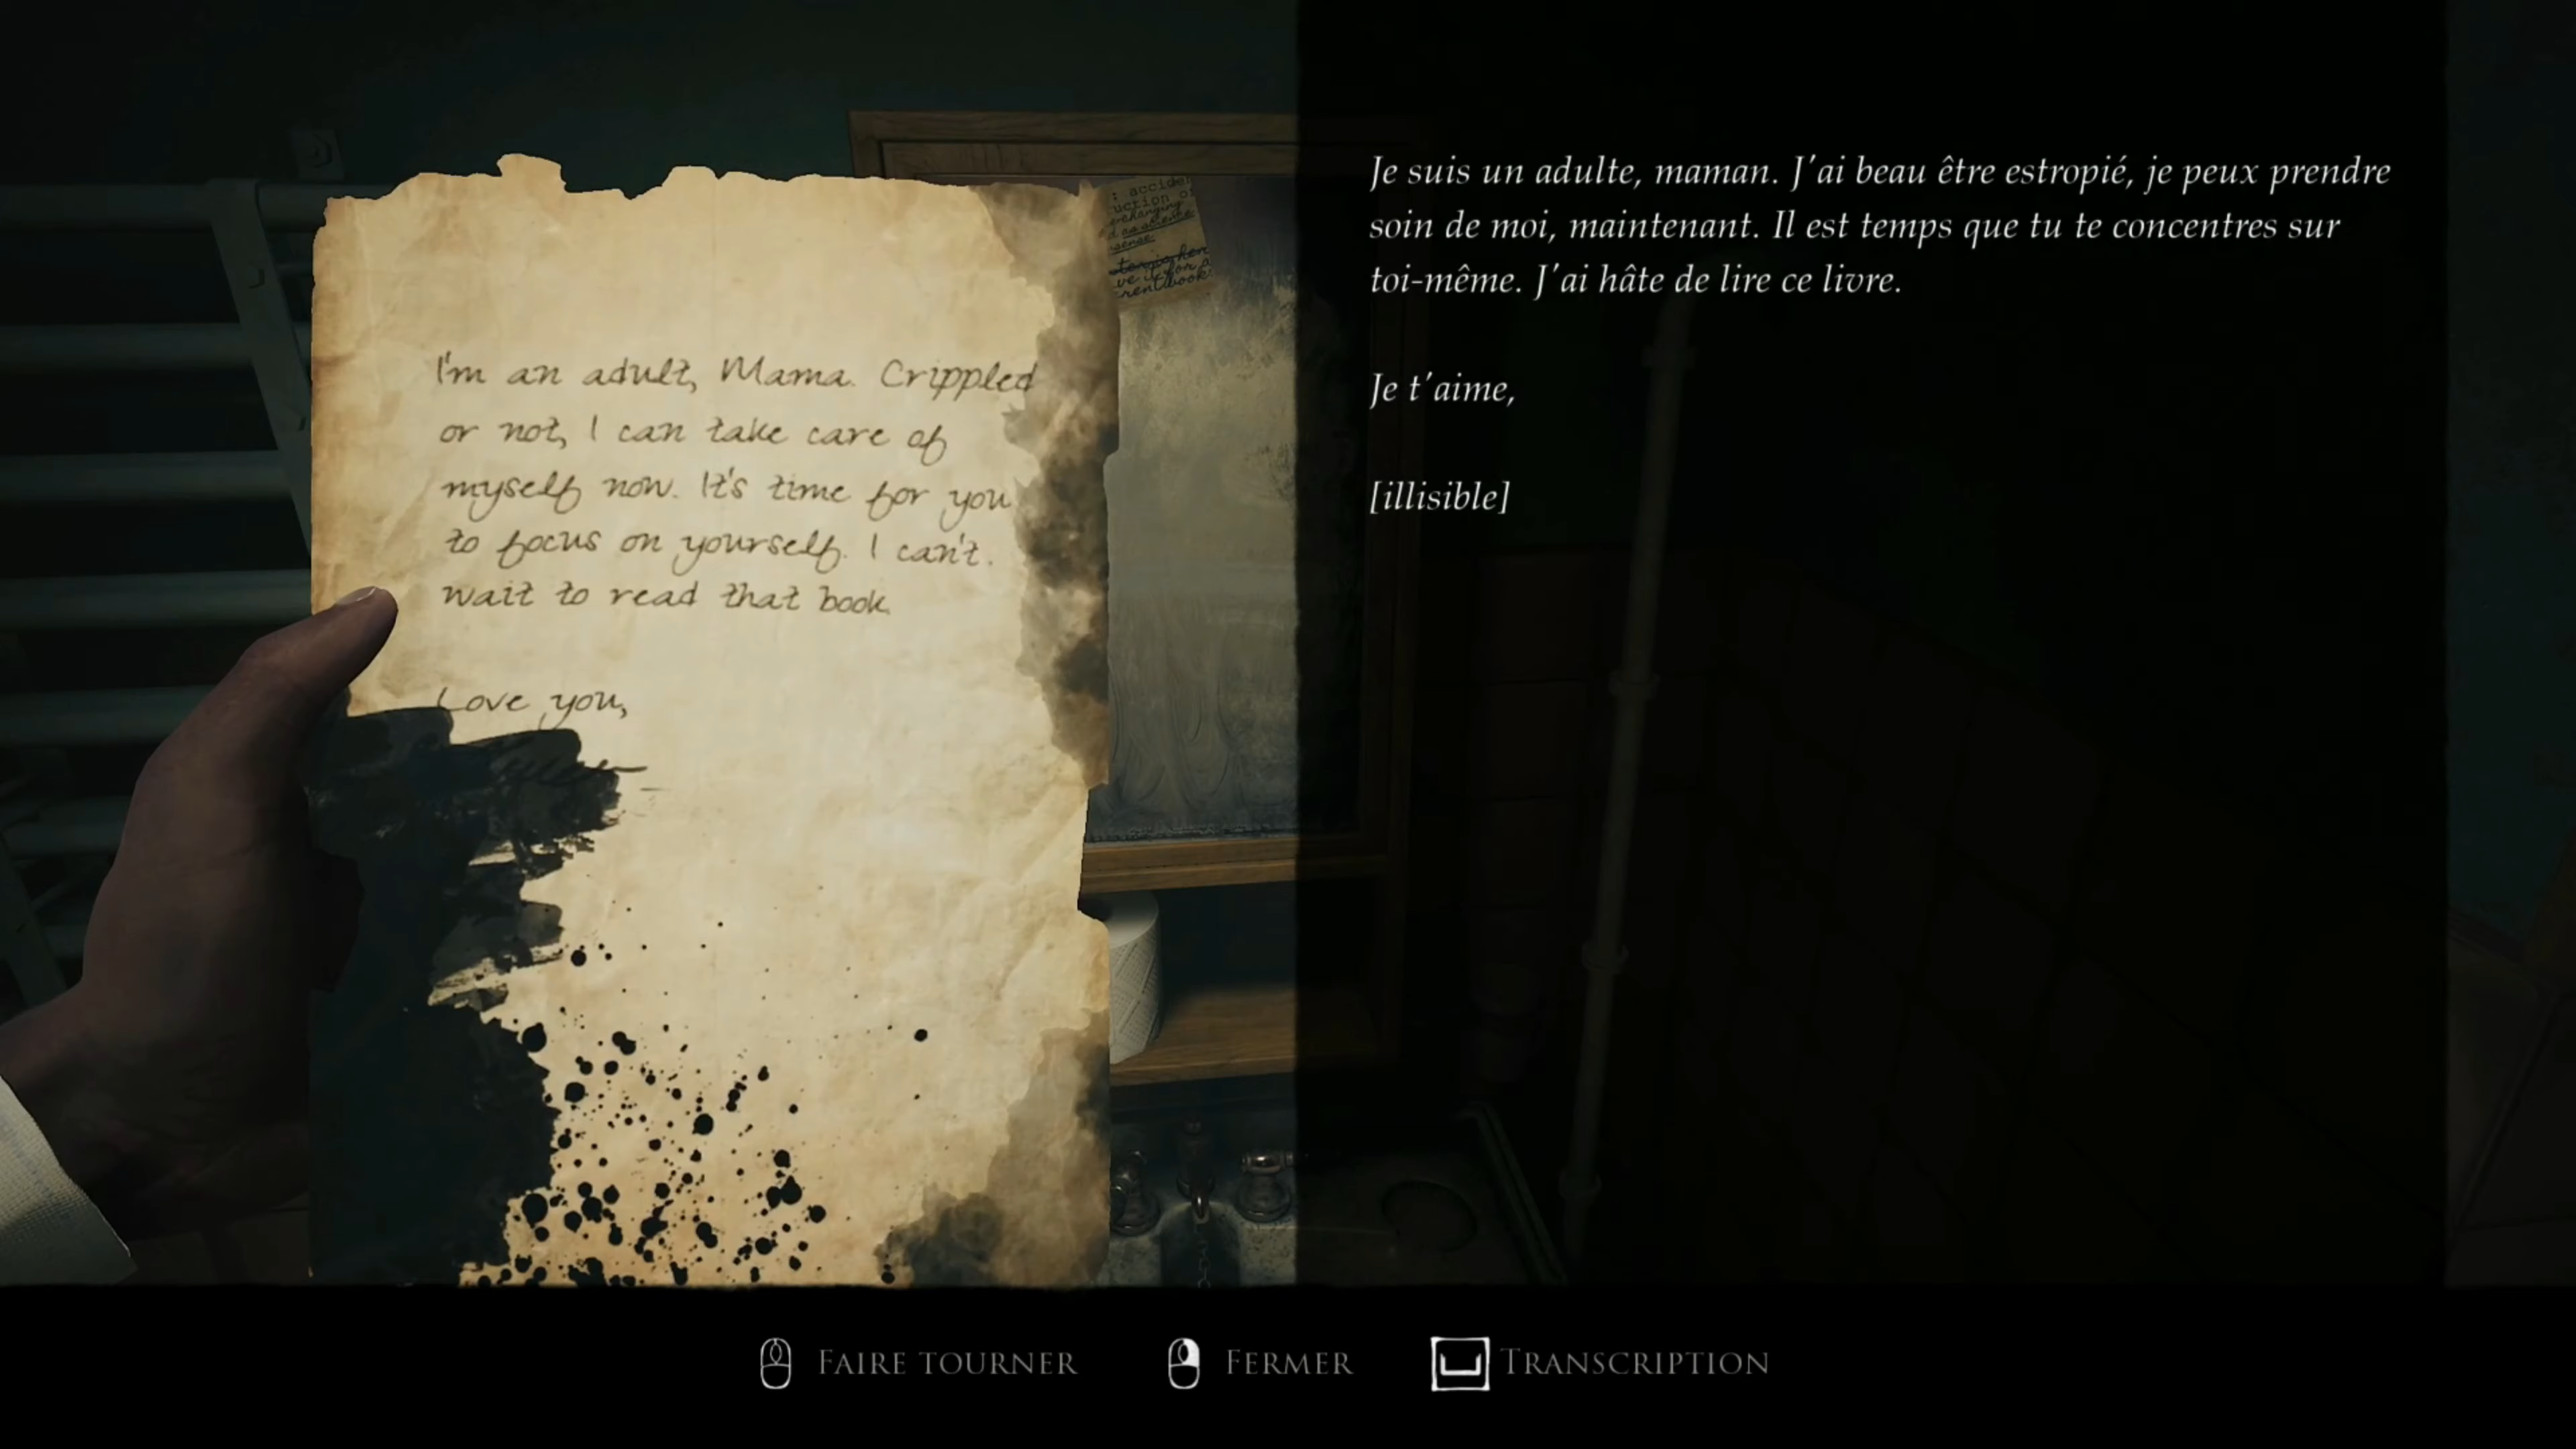 I'm an adult, Mama. Crippled
or not, I can take care of
myself now. It's time for you
to focus on yourself. I can't.
wait to read that book.
Love you,
: acciden
uction o
Je suis un adulte, maman. J'ai beau être estropié, je peux prendre
soin de moi, maintenant. Il est temps que tu te concentres sur
toi-même. J'ai hâte de lire ce livre.
Je t'aime,
[illisible]
FAIRE TOURNER
FERMER
TRANSCRIPTION